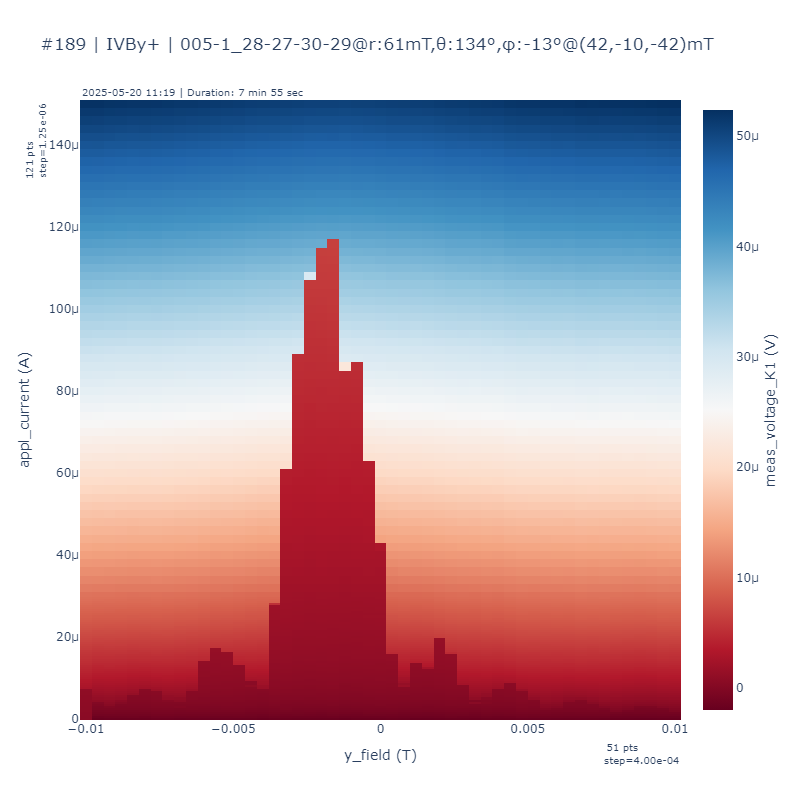 #189 | IVBy+ | 005-1_28-27-30-29@r:61mT,θ:134°,φ:-13°@(42,-10,-42)mT
2025-05-20 11:19 | Duration: 7 min 55 sec
121 pts
step=1.25e-06
140μ
120μ
100μ
80μ
60μ
40μ
20μ
0
appl_current (A)
−0.01
−0.005
0
0.005
0.01
y_field (T)
51 pts
step=4.00e-04
50μ
40μ
30μ
20μ
10μ
0
meas_voltage_K1 (V)